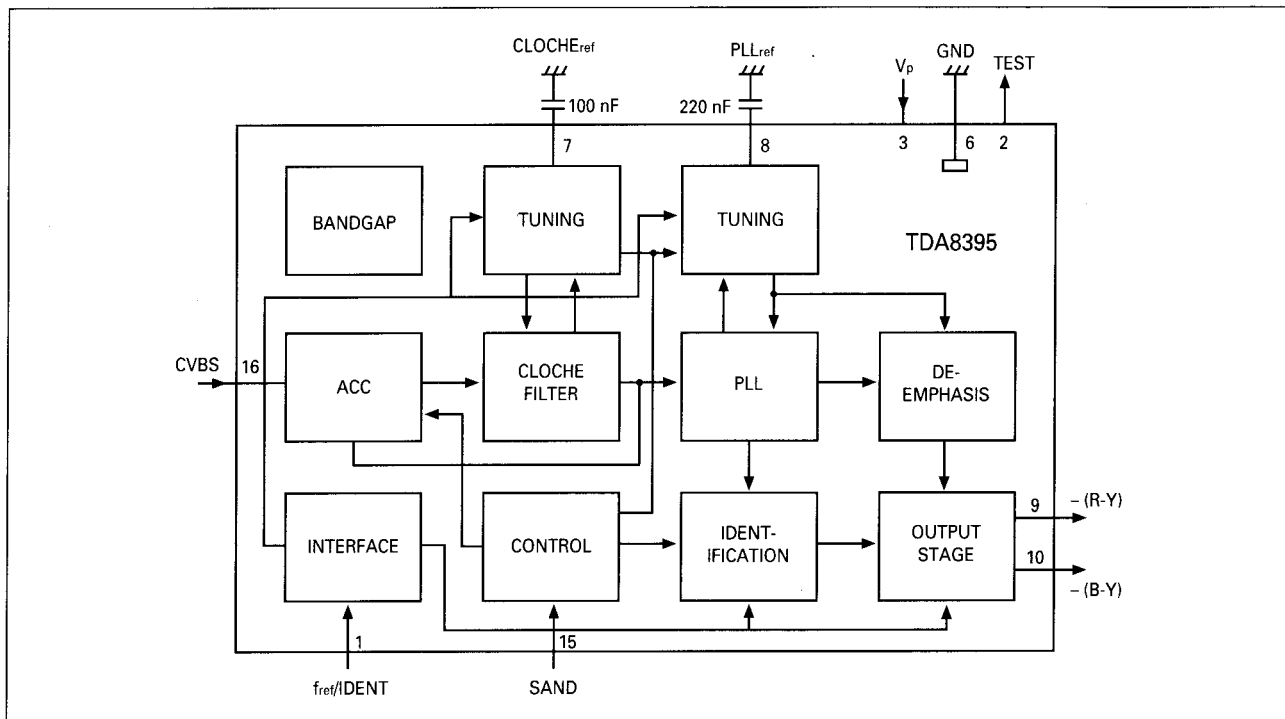 CLOCHEref
PLLref
GND
Vp
TEST
100 nF
220 nF
7
8
3
6
2
BANDGAP
TUNING
TUNING
TDA8395
CVBS
16
ACC
CLOCHE
FILTER
PLL
DE-
EMPHASIS
INTERFACE
CONTROL
IDENT-
IFICATION
OUTPUT
STAGE
9
– (R-Y)
10
– (B-Y)
1
15
fref/IDENT
SAND